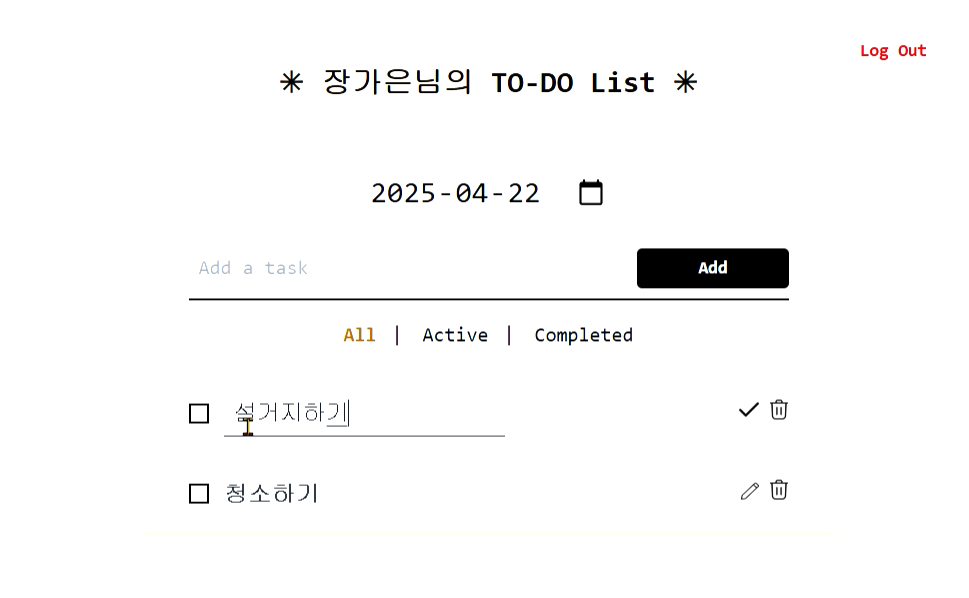 Log Out
✳ 장가은님의 TO-DO List ✳
2025-04-22
Add a task
Add
All | Active | Completed
설거지하기
청소하기